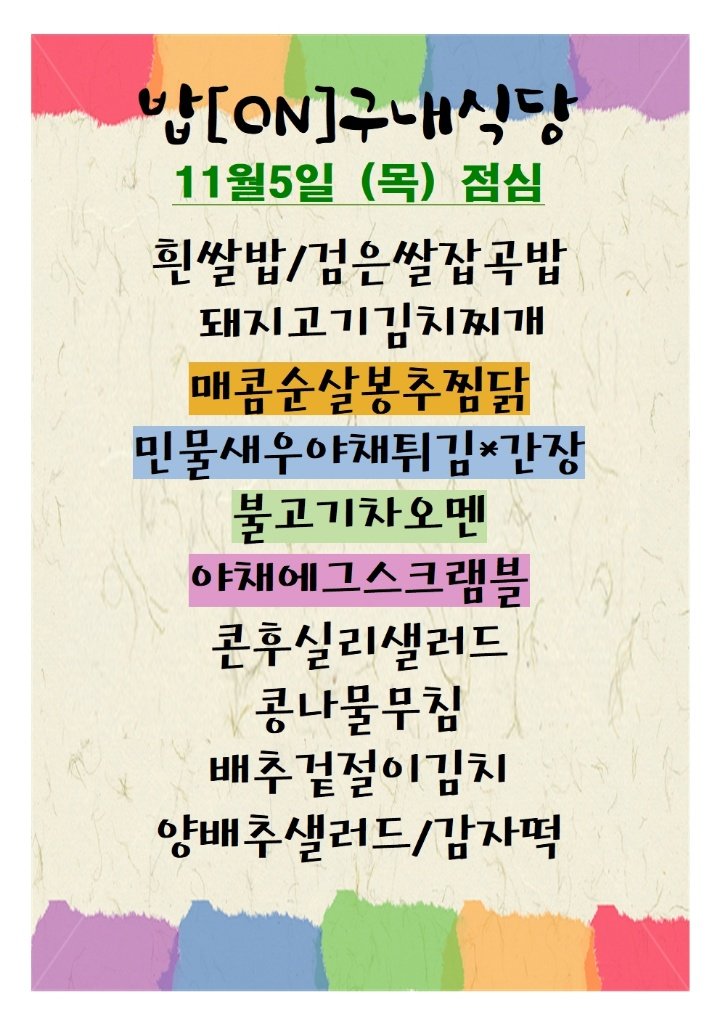 밥[ON]구내식당
11월5일 (목) 점심
흰쌀밥/검은쌀잡곡밥
돼지고기김치찌개
매콤순살봉추찜닭
민물새우야채튀김*간장
불고기차오멘
야채에그스크램블
콘후실리샐러드
콩나물무침
배추겉절이김치
양배추샐러드/감자떡